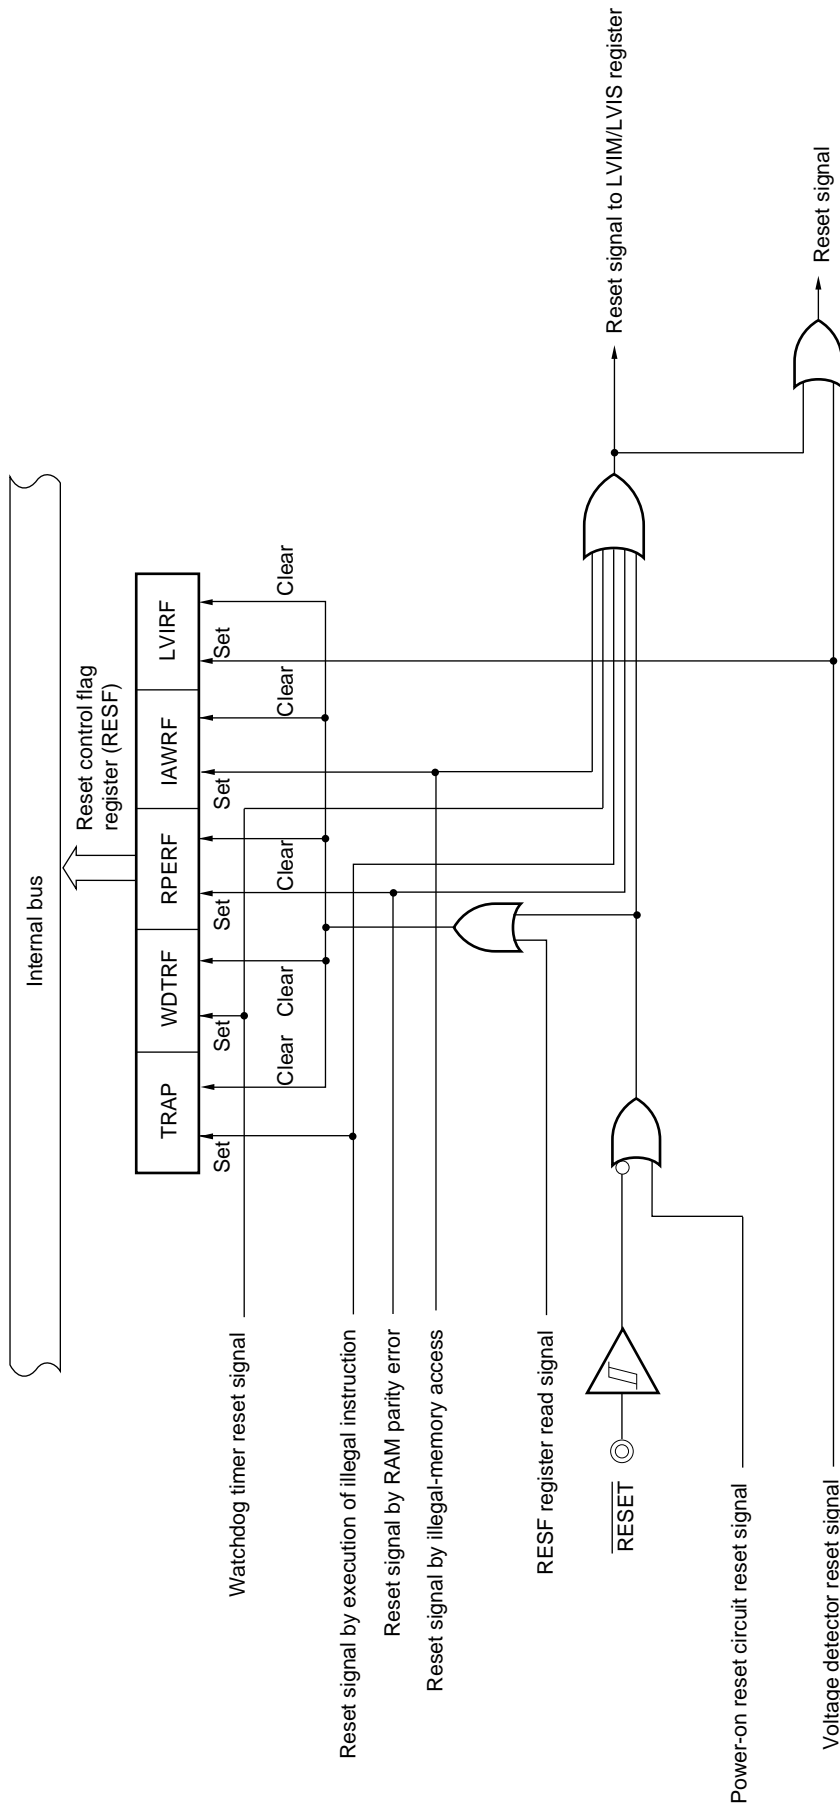 Internal bus
Reset control flag
register (RESF)
TRAP
WDTRF
RPERF
IAWRF
LVIRF
Set
Clear
Set
Clear
Set
Clear
Set
Clear
Set
Clear
Watchdog timer reset signal
Reset signal by execution of illegal instruction
Reset signal by RAM parity error
Reset signal by illegal-memory access
RESF register read signal
RESET
Power-on reset circuit reset signal
Voltage detector reset signal
Reset signal to LVIM/LVIS register
Reset signal